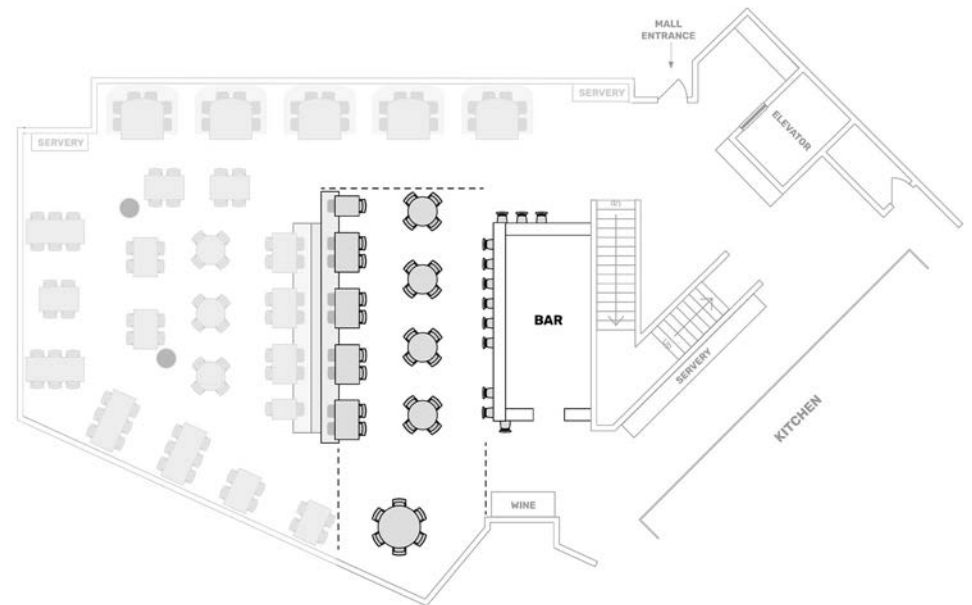 MALL
ENTRANCE
SERVERY
SERVERY
ELEVATOR
BAR
SERVERY
KITCHEN
WINE